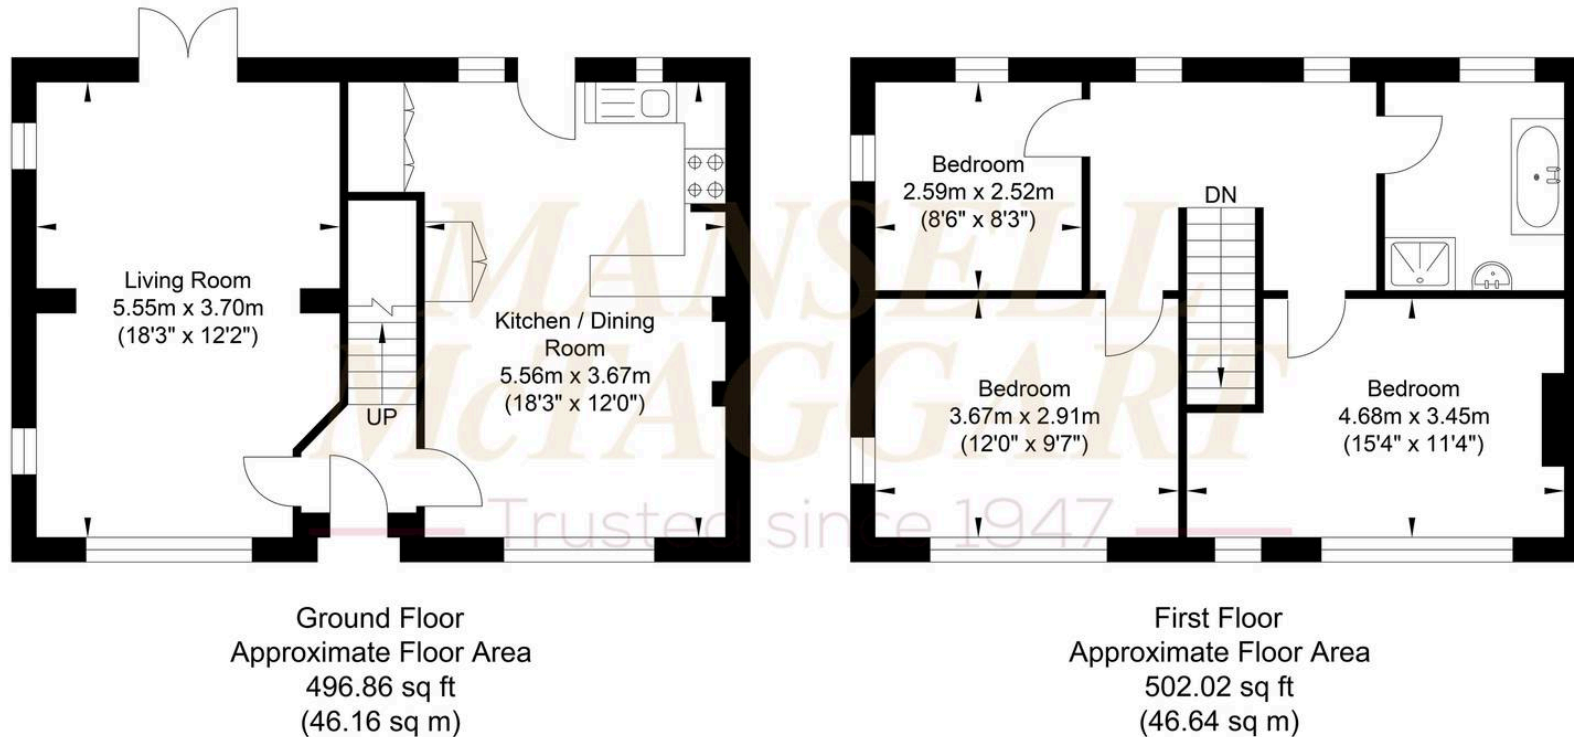 Living Room
5.55m x 3.70m
(18'3" x 12'2")
UP
Kitchen / Dining
Room
5.56m x 3.67m
(18'3" x 12'0")
Bedroom
2.59m x 2.52m
(8'6" x 8'3")
DN
Bedroom
3.67m x 2.91m
(12'0" x 9'7")
Bedroom
4.68m x 3.45m
(15'4" x 11'4")
MANSELL
McTAGGART
Trusted since 1947
Ground Floor
Approximate Floor Area
496.86 sq ft
(46.16 sq m)
First Floor
Approximate Floor Area
502.02 sq ft
(46.64 sq m)